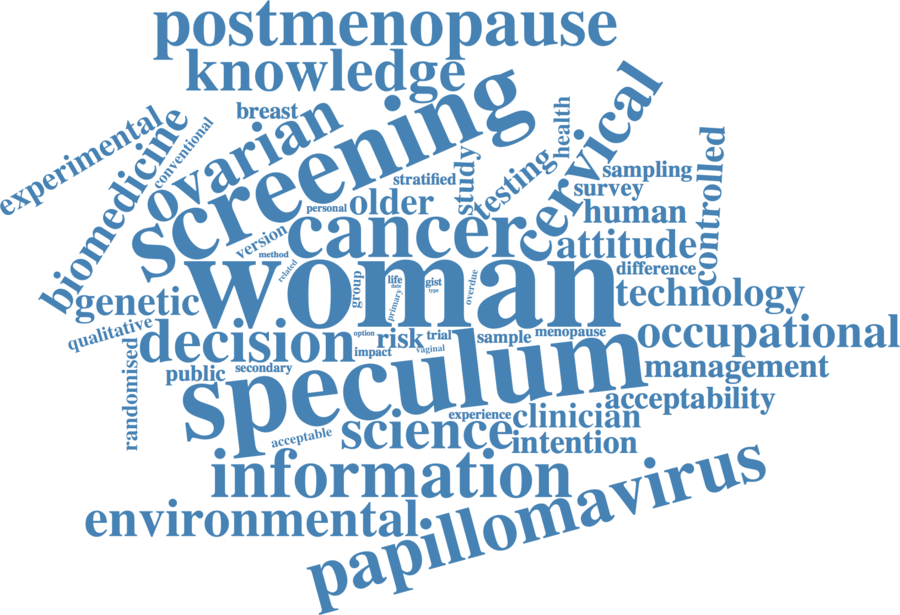 postmenopause
knowledge
breast
experimental
biomedicine
conventional
ovarian
screening
cervical
health
study
testing
stratified
sampling
survey
controlled
personal
older
human
version
method
cancer
attitude
related
difference
woman
group
life
date
primary
gist
type
overdue
genetic
technology
qualitative
decision
option
risk
trial
sample
menopause
occupational
impact
vaginal
randomised
public
secondary
speculum
management
acceptability
experience
clinician
acceptable
science
intention
information
papillomavirus
environmental